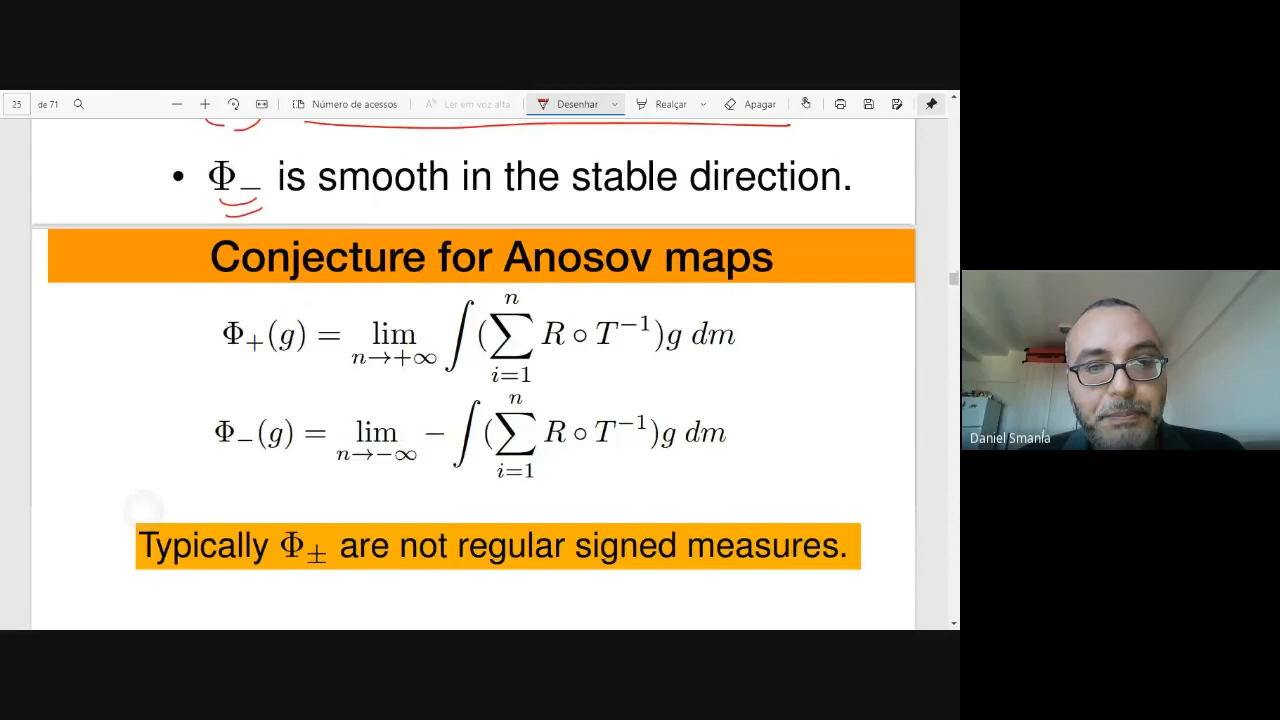 25 de 71 Número de acessos Ler em voz alta Desenhar Realçar Apagar
• Φ₋ is smooth in the stable direction.
Conjecture for Anosov maps
Φ₊(g) = lim_{n→+∞} ∫ (∑_{i=1}^{n} R ∘ T⁻¹)g dm
Φ₋(g) = lim_{n→−∞} − ∫ (∑_{i=1}^{n} R ∘ T⁻¹)g dm
Typically Φ± are not regular signed measures.
Daniel Smania